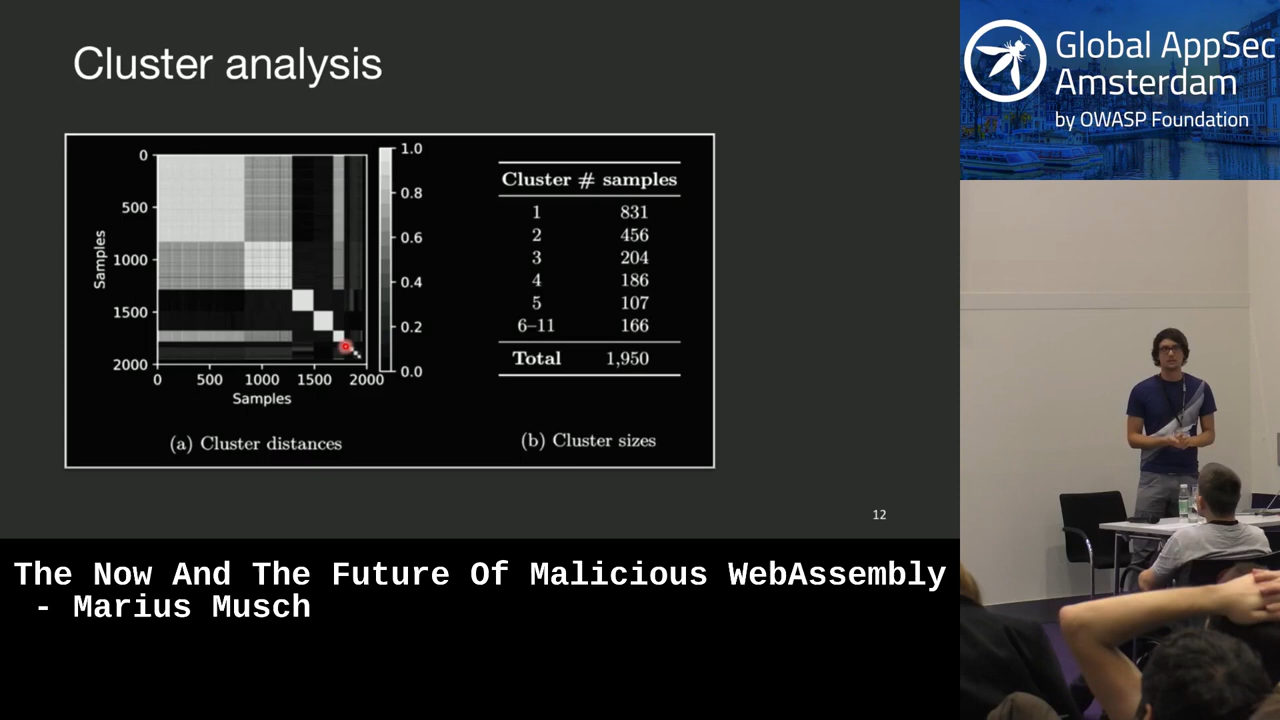 Cluster analysis
0
500
1000
1500
2000
Samples
0 500 1000 1500 2000
Samples
1.0
0.8
0.6
0.4
0.2
0.0
(a) Cluster distances
Cluster # samples
1 831
2 456
3 204
4 186
5 107
6–11 166
Total 1,950
(b) Cluster sizes
12
Global AppSec
Amsterdam
by OWASP Foundation
The Now And The Future Of Malicious WebAssembly
- Marius Musch